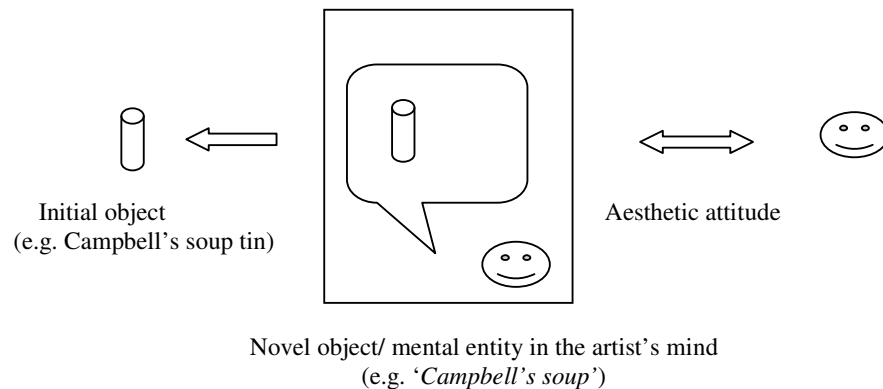 Initial object
(e.g. Campbell's soup tin)
Aesthetic attitude
Novel object/ mental entity in the artist's mind
(e.g. ‘Campbell's soup’)